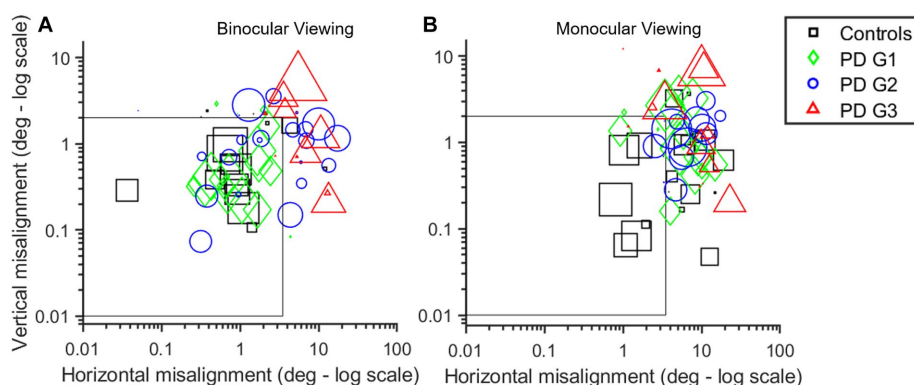 A Binocular Viewing
B Monocular Viewing
Controls
PD G1
PD G2
PD G3
Vertical misalignment (deg - log scale)
10
1
0.1
0.01
0.01 0.1 1 10 100
Horizontal misalignment (deg - log scale)
10
1
0.1
0.01
0.01 0.1 1 10 100
Horizontal misalignment (deg - log scale)